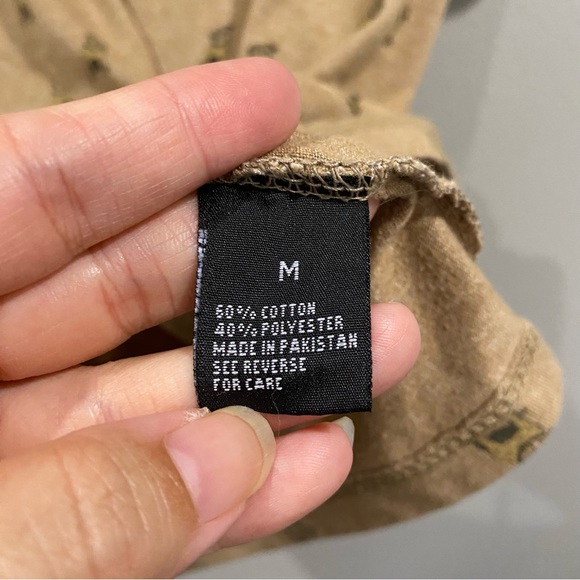 M
60% COTTON
40% POLYESTER
MADE IN PAKISTAN
SEE REVERSE
FOR CARE